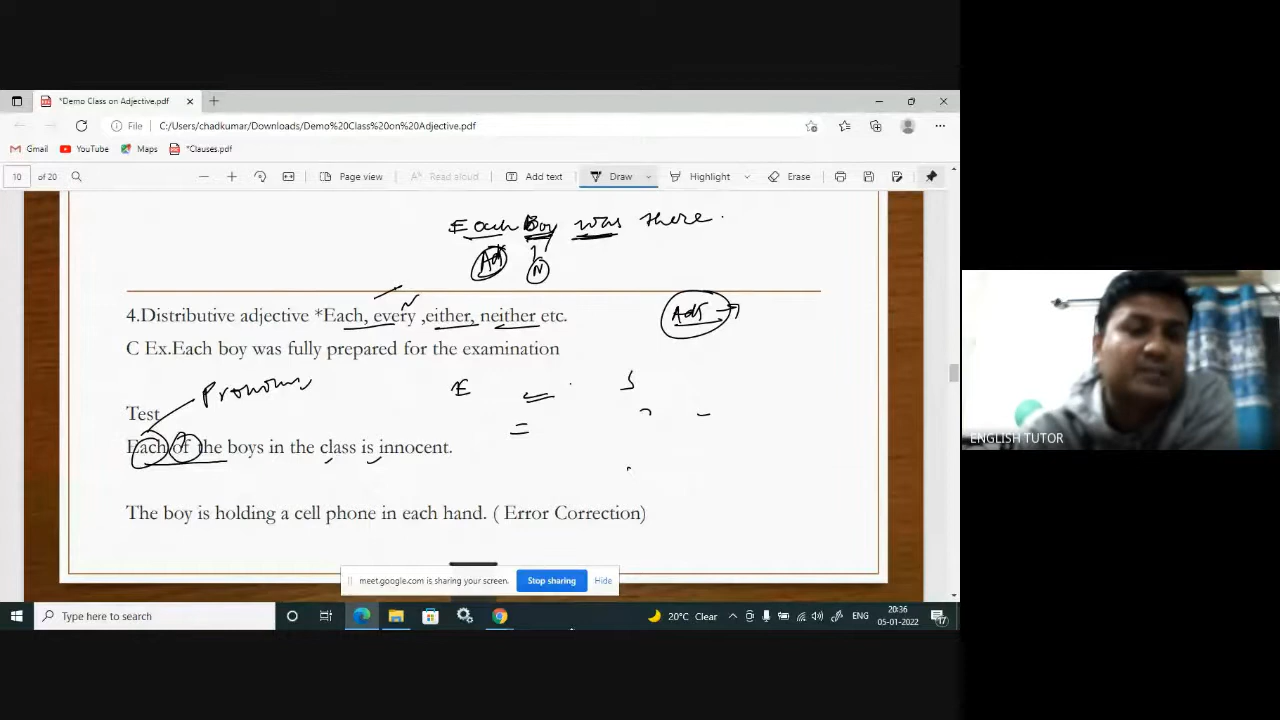 *Demo Class on Adjective.pdf
File C:/Users/chadkumar/Downloads/Demo%20Class%20on%20Adjective.pdf
Gmail YouTube Maps *Clauses.pdf
10 of 20 Page view Read aloud Add text Draw Highlight Erase
Each Boy was there.
Ad N
4.Distributive adjective *Each, every ,either, neither etc.
Adj
C Ex.Each boy was fully prepared for the examination
Pronoun
Test
Each of the boys in the class is innocent.
ENGLISH TUTOR
The boy is holding a cell phone in each hand. ( Error Correction)
meet.google.com is sharing your screen. Stop sharing Hide
Type here to search 20°C Clear ENG 20:36
05-01-2022 17